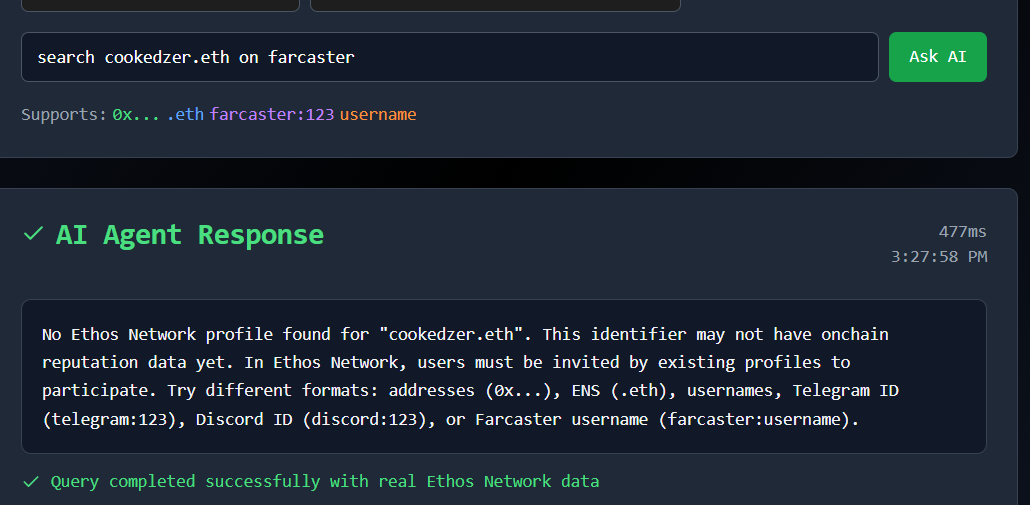 search cookedzer.eth on farcaster
Ask AI
Supports: 0x... .eth farcaster:123 username
AI Agent Response
477ms
3:27:58 PM
No Ethos Network profile found for "cookedzer.eth". This identifier may not have onchain
reputation data yet. In Ethos Network, users must be invited by existing profiles to
participate. Try different formats: addresses (0x...), ENS (.eth), usernames, Telegram ID
(telegram:123), Discord ID (discord:123), or Farcaster username (farcaster:username).
Query completed successfully with real Ethos Network data